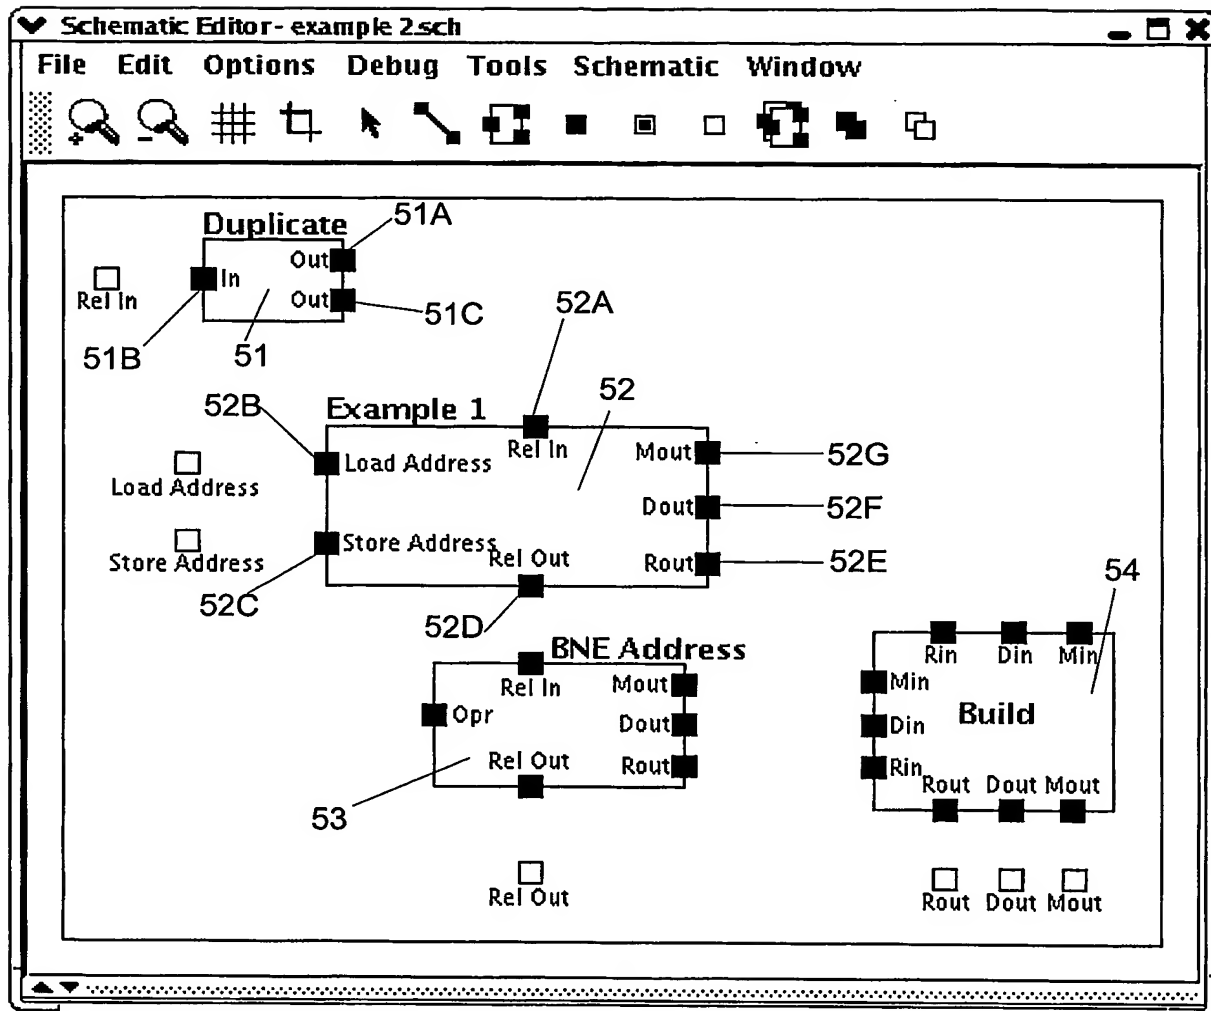 Schematic Editor- example 2.sch
File Edit Options Debug Tools Schematic Window
Duplicate
51A
In
Out
Out
Rel In
51C
51B
51
52A
52B
Example 1
52
Rel In
Mout
52G
Load Address
Load Address
Dout
52F
Store Address
Store Address
Rel Out
Rout
52E
52C
52D
54
BNE Address
Rel In
Mout
Opr
Dout
Rel Out
Rout
53
Rin Din Min
Min
Build
Din
Rin
Rout Dout Mout
Rel Out
Rout Dout Mout